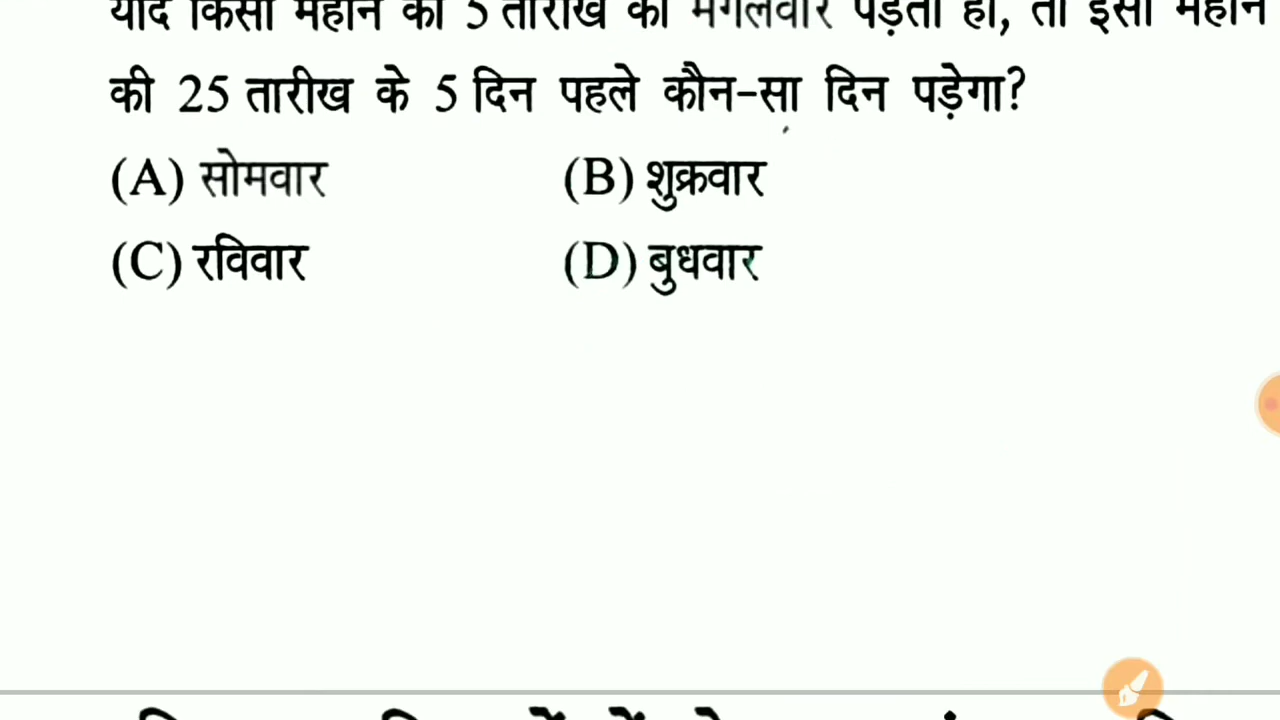 यदि किसी महीने की 5 तारीख को मंगलवार पड़ता हो, तो इसी महीने
की 25 तारीख के 5 दिन पहले कौन-सा दिन पड़ेगा?
(A) सोमवार (B) शुक्रवार
(C) रविवार (D) बुधवार